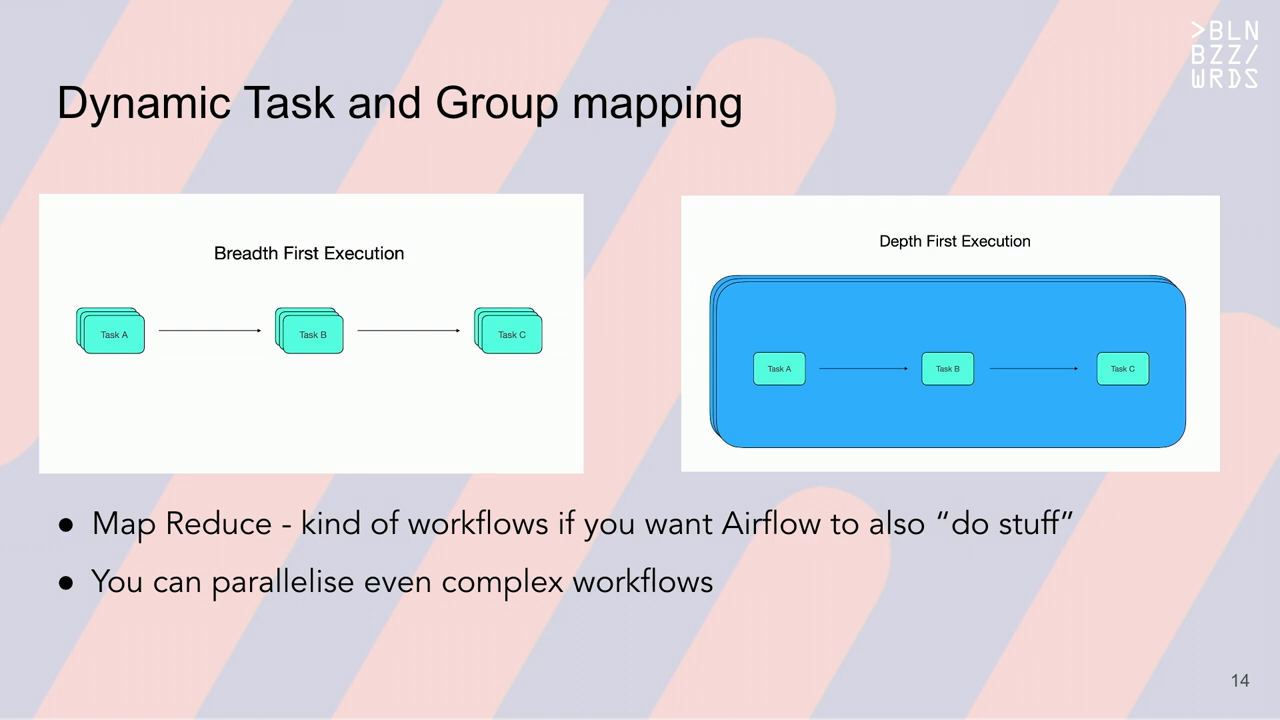 >BLN
BZZ/
WRDS
Dynamic Task and Group mapping
Breadth First Execution
Task A
Task B
Task C
Depth First Execution
Task A
Task B
Task C
● Map Reduce - kind of workflows if you want Airflow to also “do stuff”
● You can parallelise even complex workflows
14